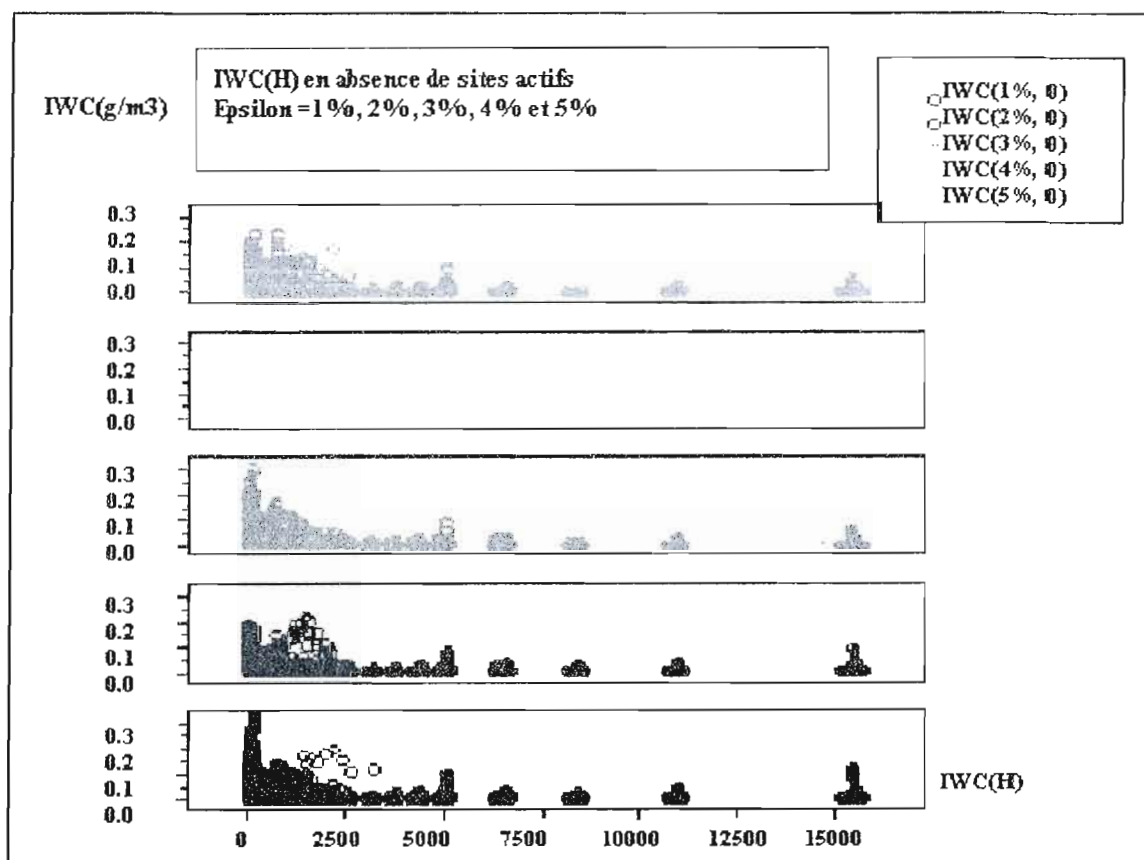 IWC(g/m3)
IWC(H) en absence de sites actifs
Epsilon =1%, 2%, 3%, 4% et 5%
IWC(1%, 0)
IWC(2%, 0)
IWC(3%, 0)
IWC(4%, 0)
IWC(5%, 0)
0.3
0.2
0.1
0.0
0.3
0.2
0.1
0.0
0.3
0.2
0.1
0.0
0.3
0.2
0.1
0.0
0.3
0.2
0.1
0.0
IWC(H)
0 2500 5000 7500 10000 12500 15000